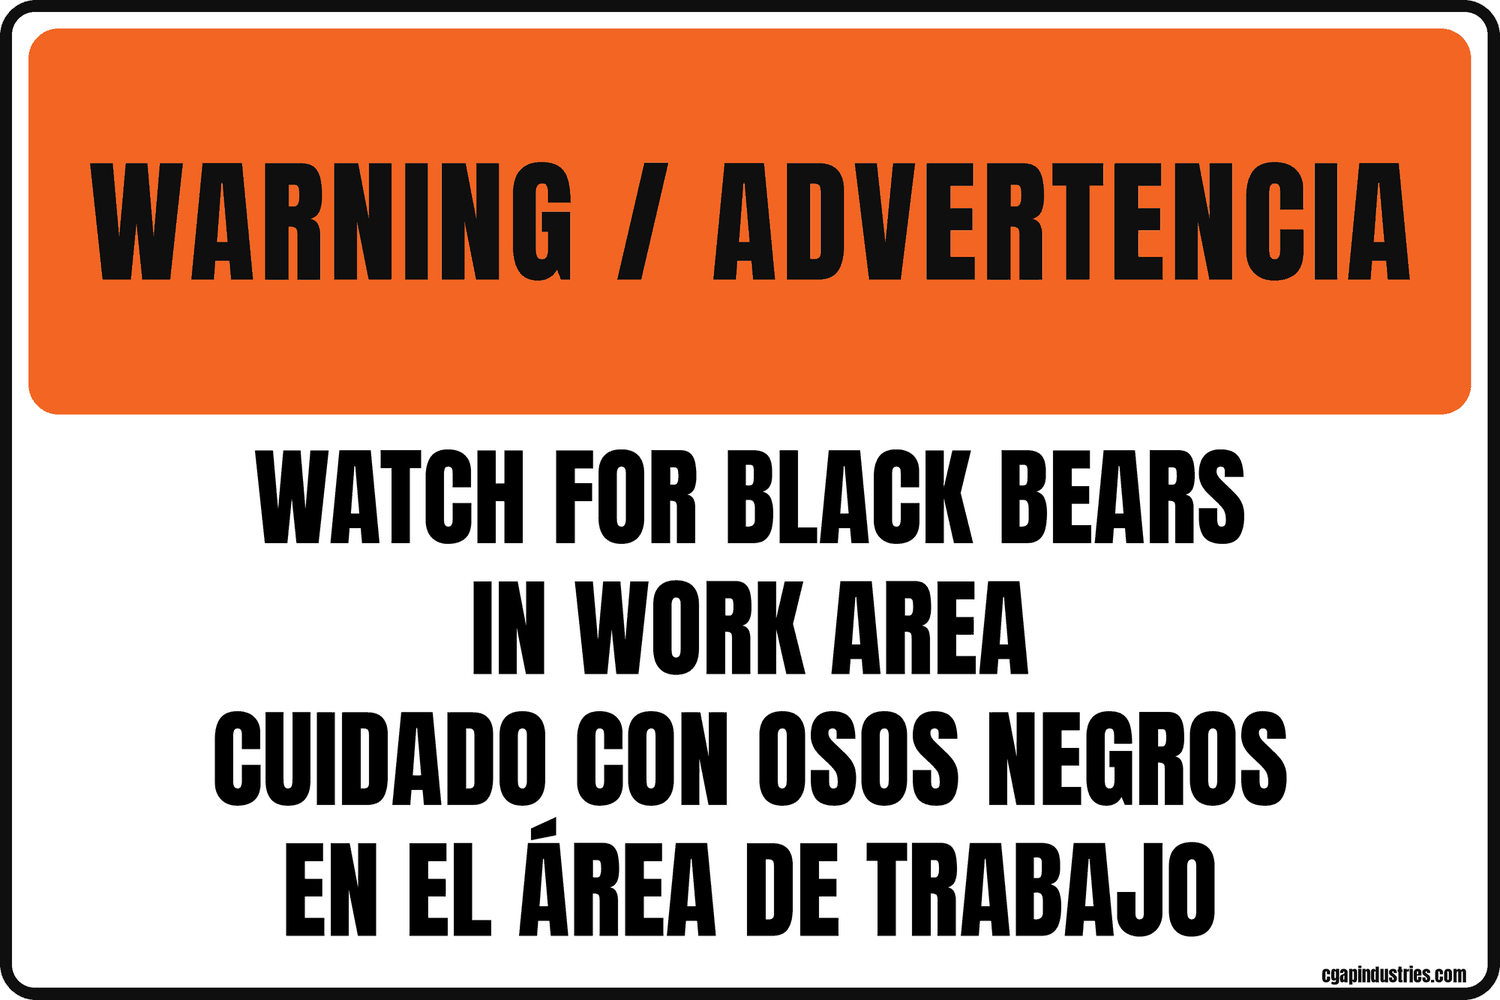 WARNING / ADVERTENCIA
WATCH FOR BLACK BEARS
IN WORK AREA
CUIDADO CON OSOS NEGROS
EN EL ÁREA DE TRABAJO
cgapindustries.com